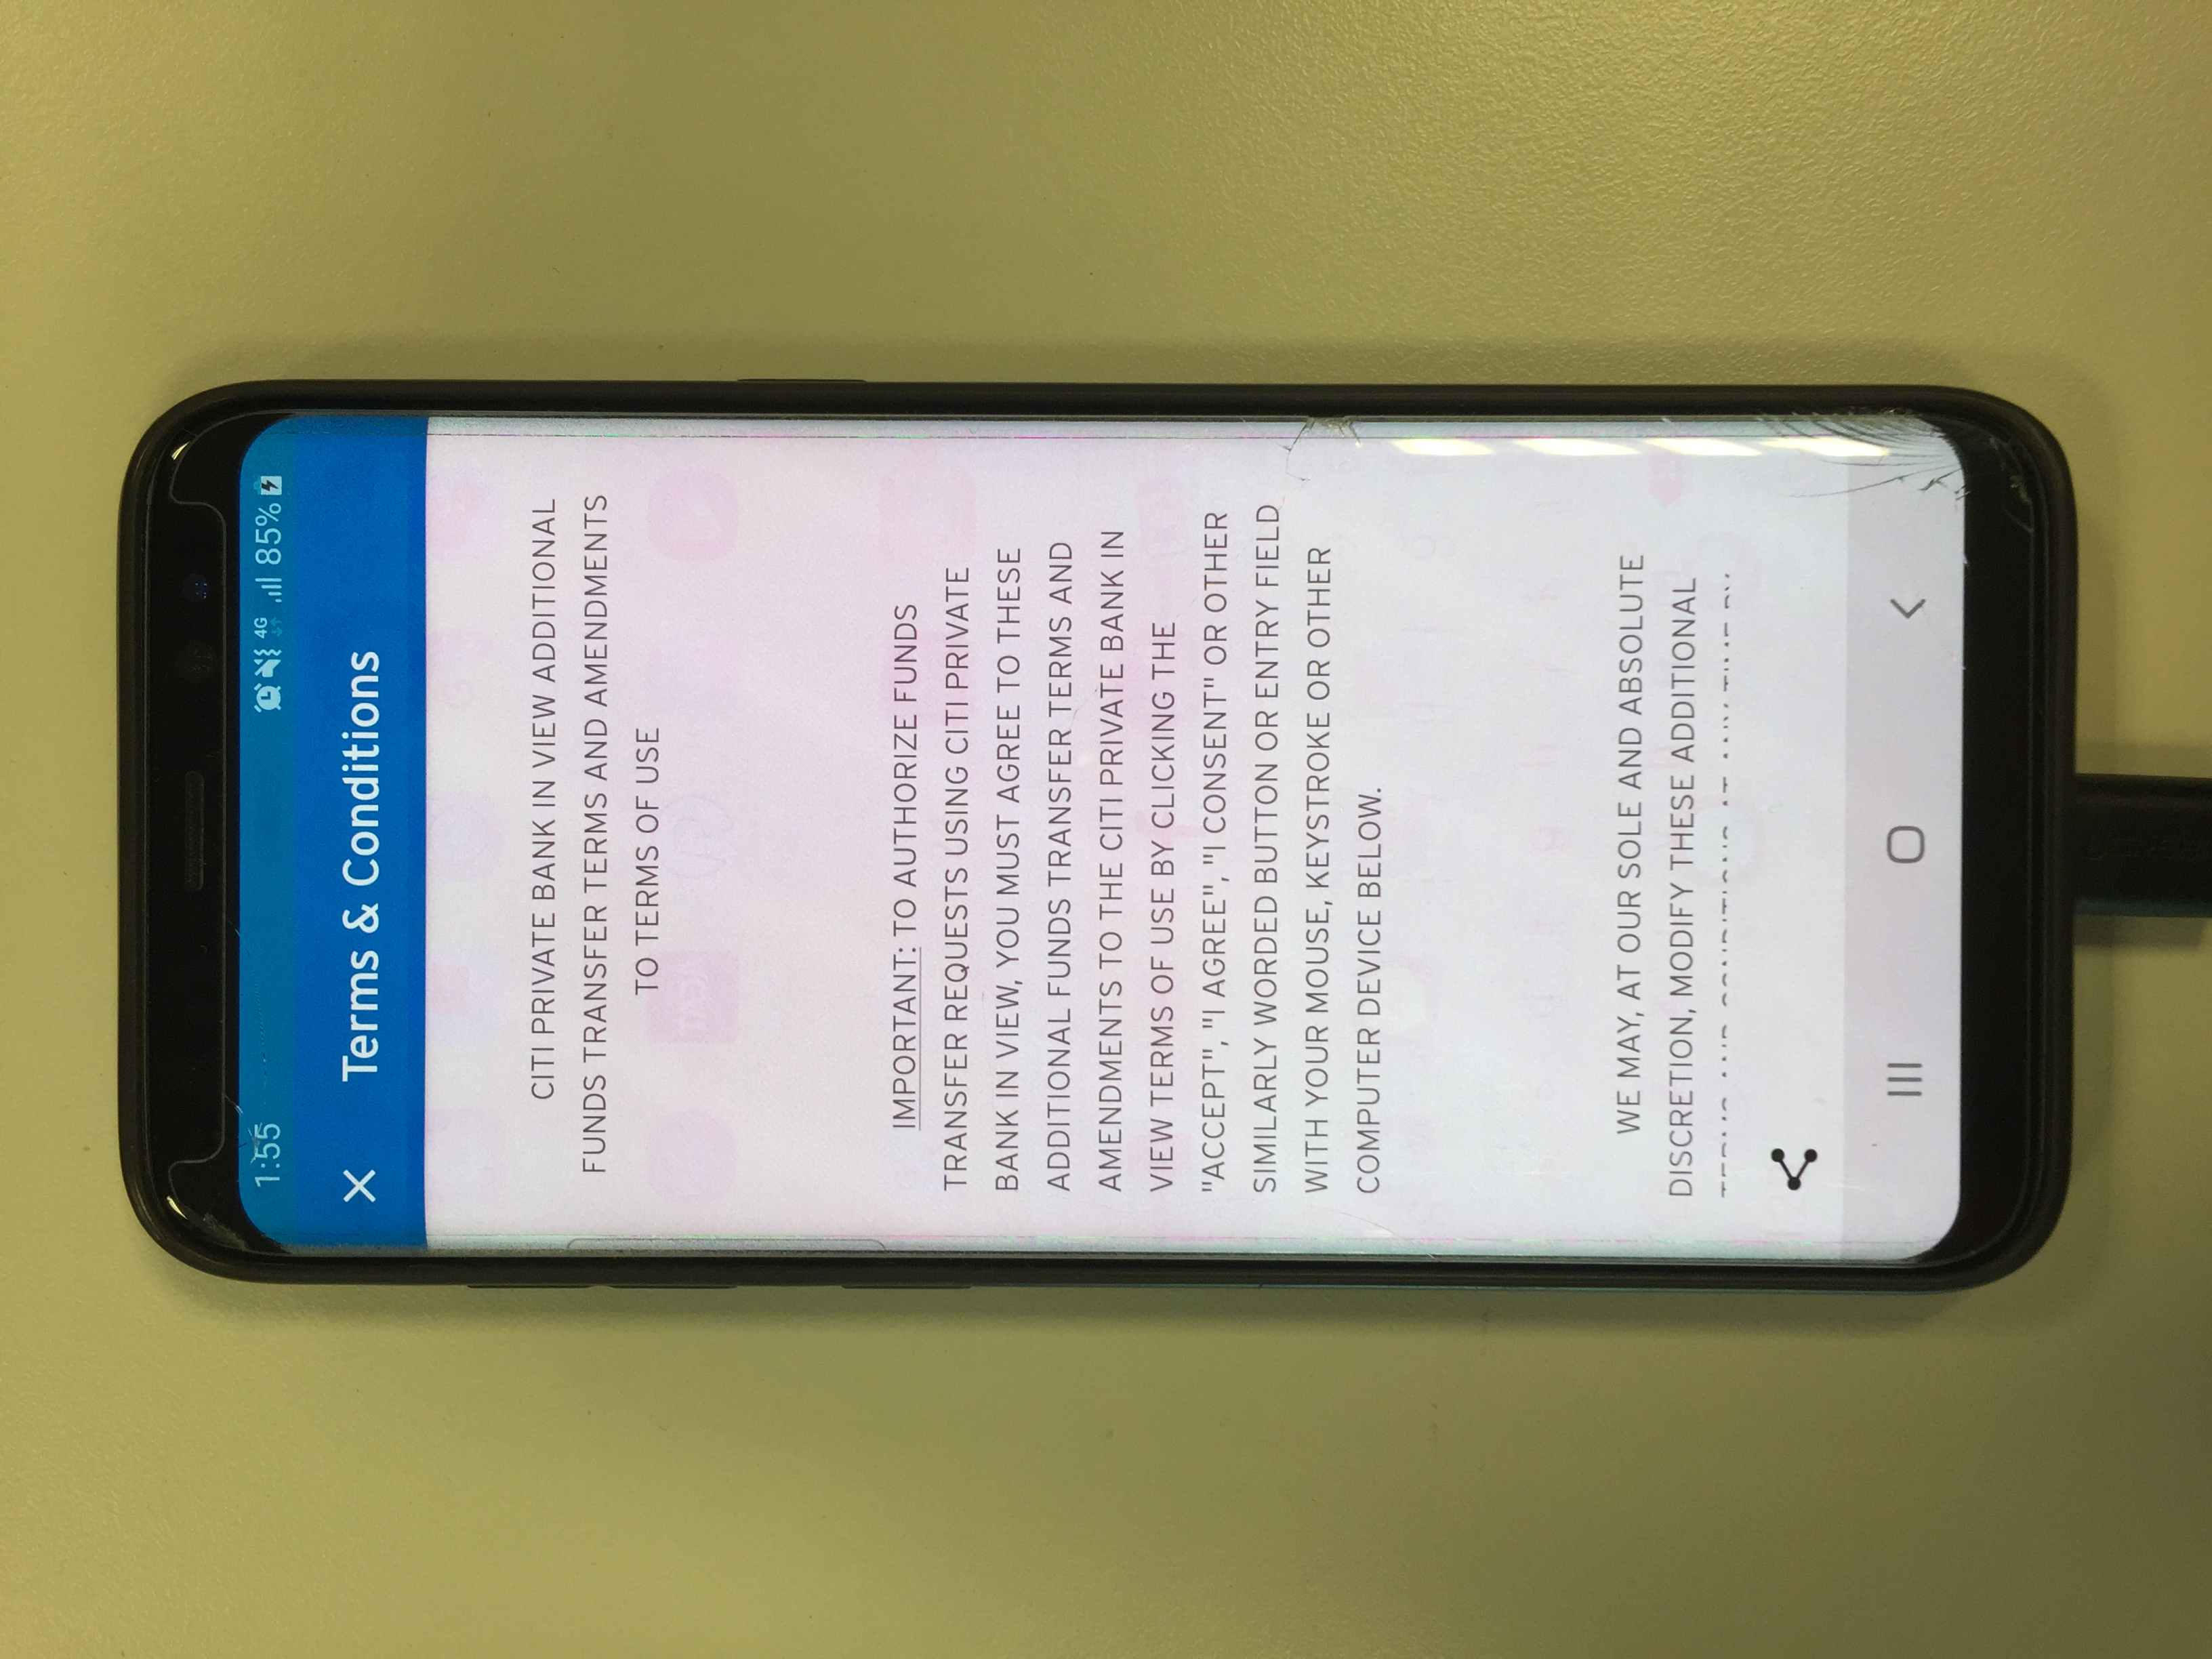 1:55 4G 85%
Terms & Conditions
CITI PRIVATE BANK IN VIEW ADDITIONAL
FUNDS TRANSFER TERMS AND AMENDMENTS
TO TERMS OF USE
IMPORTANT: TO AUTHORIZE FUNDS
TRANSFER REQUESTS USING CITI PRIVATE
BANK IN VIEW, YOU MUST AGREE TO THESE
ADDITIONAL FUNDS TRANSFER TERMS AND
AMENDMENTS TO THE CITI PRIVATE BANK IN
VIEW TERMS OF USE BY CLICKING THE
"ACCEPT", "I AGREE", "I CONSENT" OR OTHER
SIMILARLY WORDED BUTTON OR ENTRY FIELD
WITH YOUR MOUSE, KEYSTROKE OR OTHER
COMPUTER DEVICE BELOW.
WE MAY, AT OUR SOLE AND ABSOLUTE
DISCRETION, MODIFY THESE ADDITIONAL